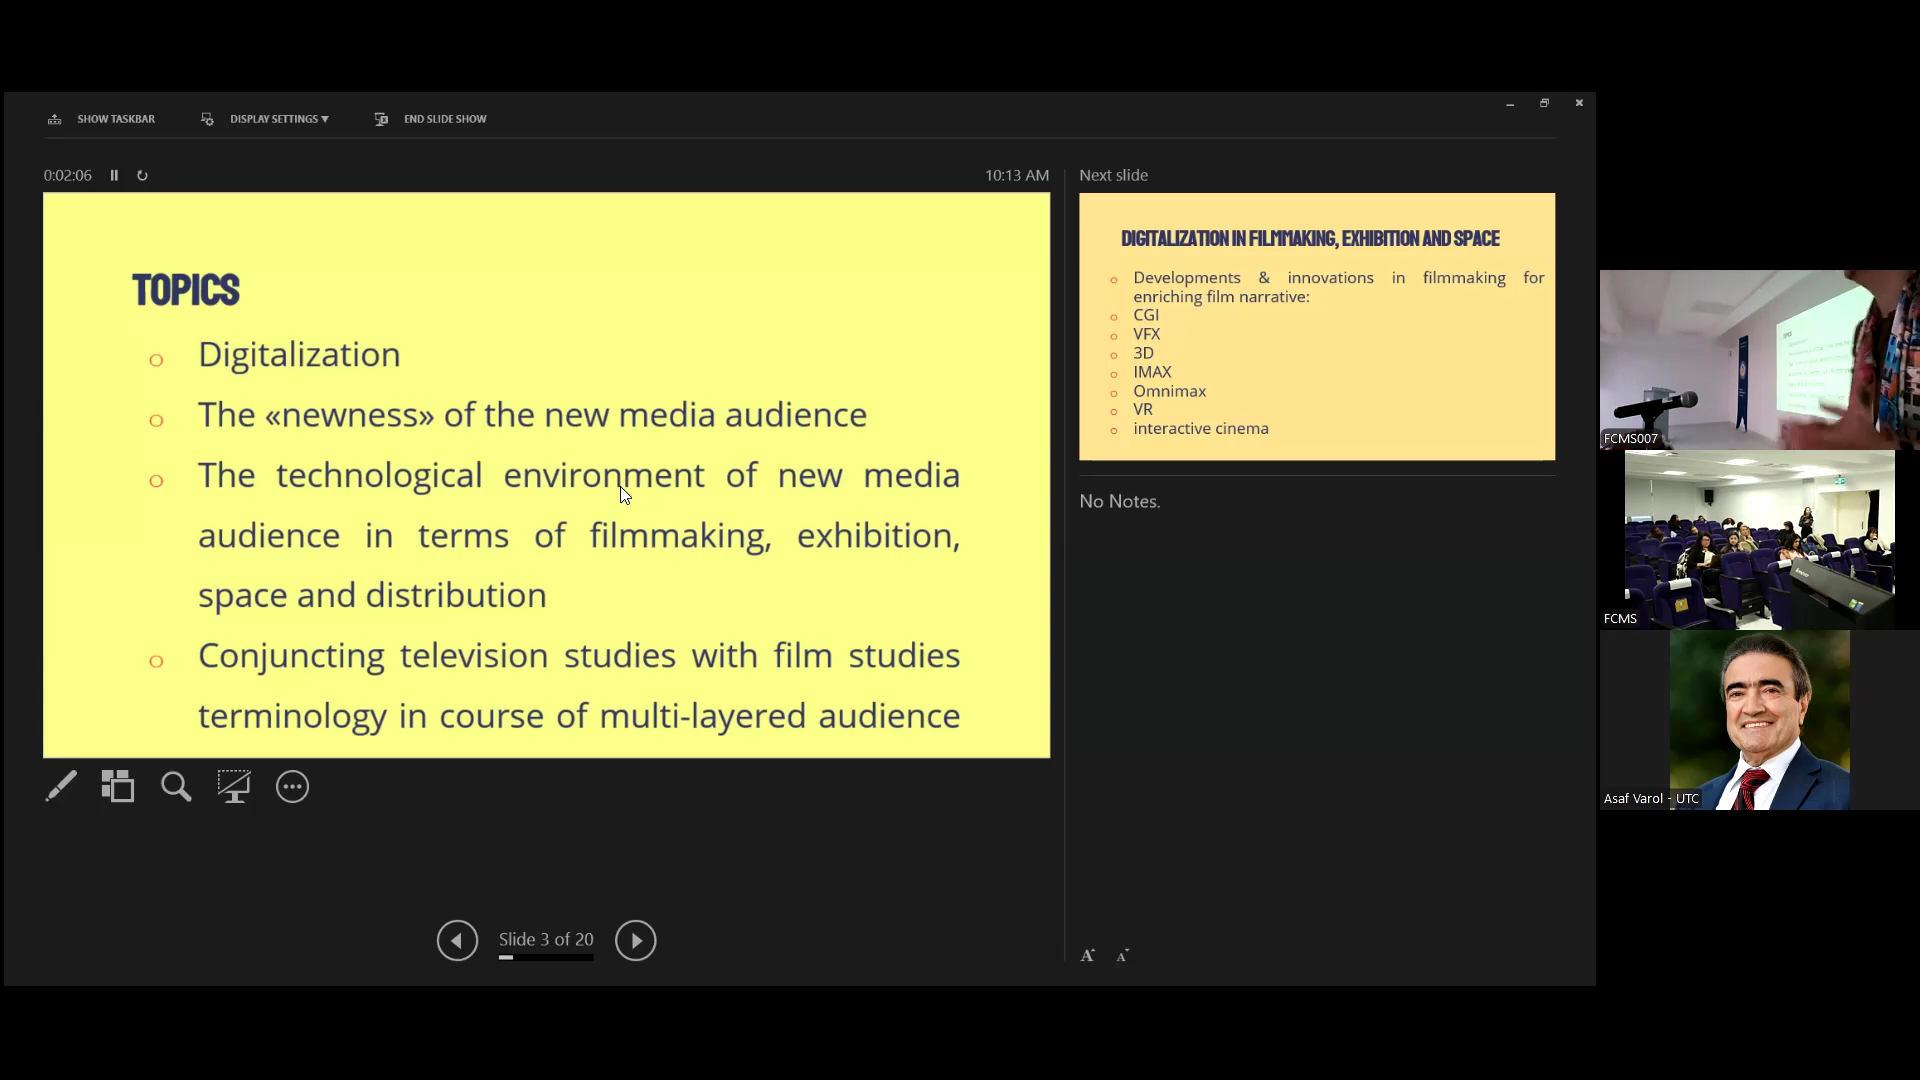 SHOW TASKBAR
DISPLAY SETTINGS ▼
END SLIDE SHOW
0:02:06
10:13 AM
TOPICS
o Digitalization
o The «newness» of the new media audience
o The technological environment of new media
audience in terms of filmmaking, exhibition,
space and distribution
o Conjuncting television studies with film studies
terminology in course of multi-layered audience
Slide 3 of 20
Next slide
DIGITALIZATION IN FILMMAKING, EXHIBITION AND SPACE
o Developments & innovations in filmmaking for
enriching film narrative:
o CGI
o VFX
o 3D
o IMAX
o Omnimax
o VR
o interactive cinema
No Notes.
A A
FCMS007
FCMS
Asaf Varol - UTC